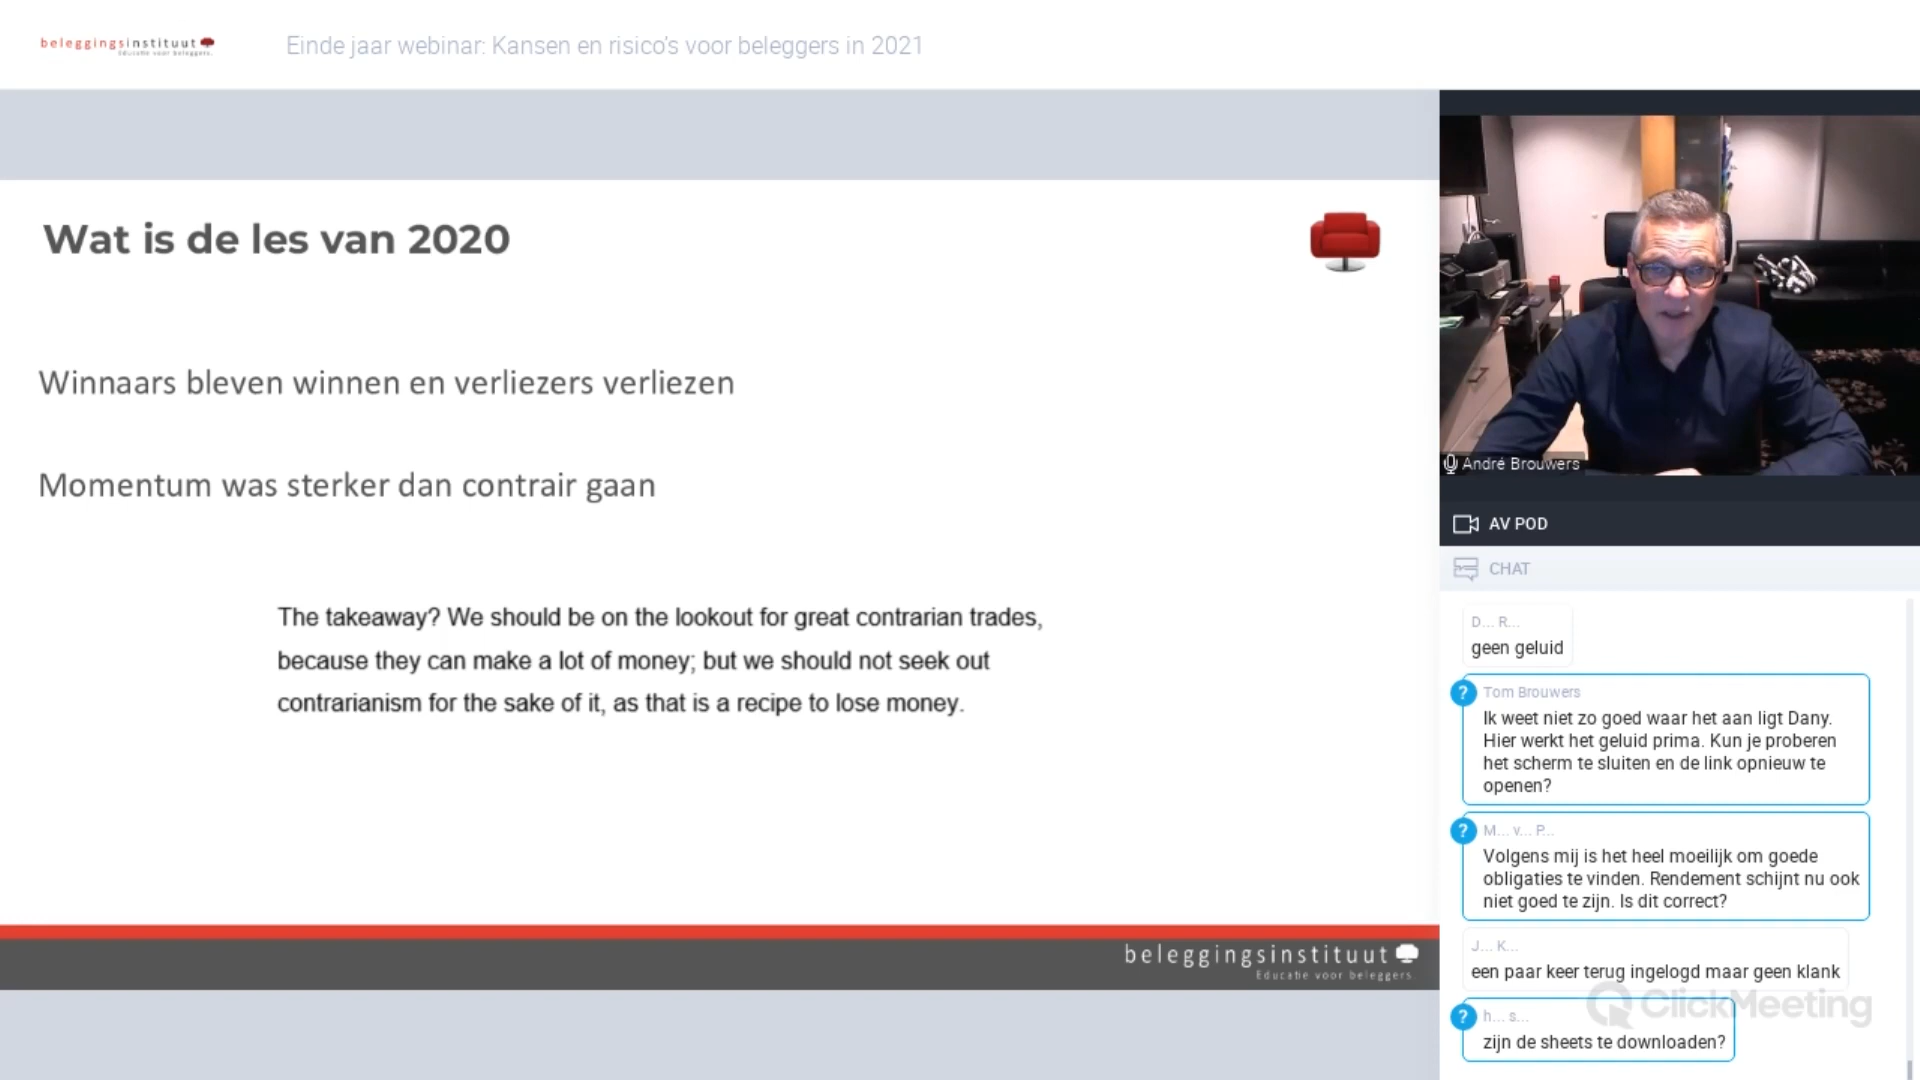 beleggingsinstituut
Educatie voor beleggers.
Einde jaar webinar: Kansen en risico's voor beleggers in 2021
Wat is de les van 2020
Winnaars bleven winnen en verliezers verliezen
Momentum was sterker dan contrair gaan
The takeaway? We should be on the lookout for great contrarian trades,
because they can make a lot of money; but we should not seek out
contrarianism for the sake of it, as that is a recipe to lose money.
beleggingsinstituut
Educatie voor beleggers.
André Brouwers
AV POD
CHAT
D... R...
geen geluid
? Tom Brouwers
Ik weet niet zo goed waar het aan ligt Dany.
Hier werkt het geluid prima. Kun je proberen
het scherm te sluiten en de link opnieuw te
openen?
? M... v... P...
Volgens mij is het heel moeilijk om goede
obligaties te vinden. Rendement schijnt nu ook
niet goed te zijn. Is dit correct?
J... K...
een paar keer terug ingelogd maar geen klank
ClickMeeting
? h... s...
zijn de sheets te downloaden?